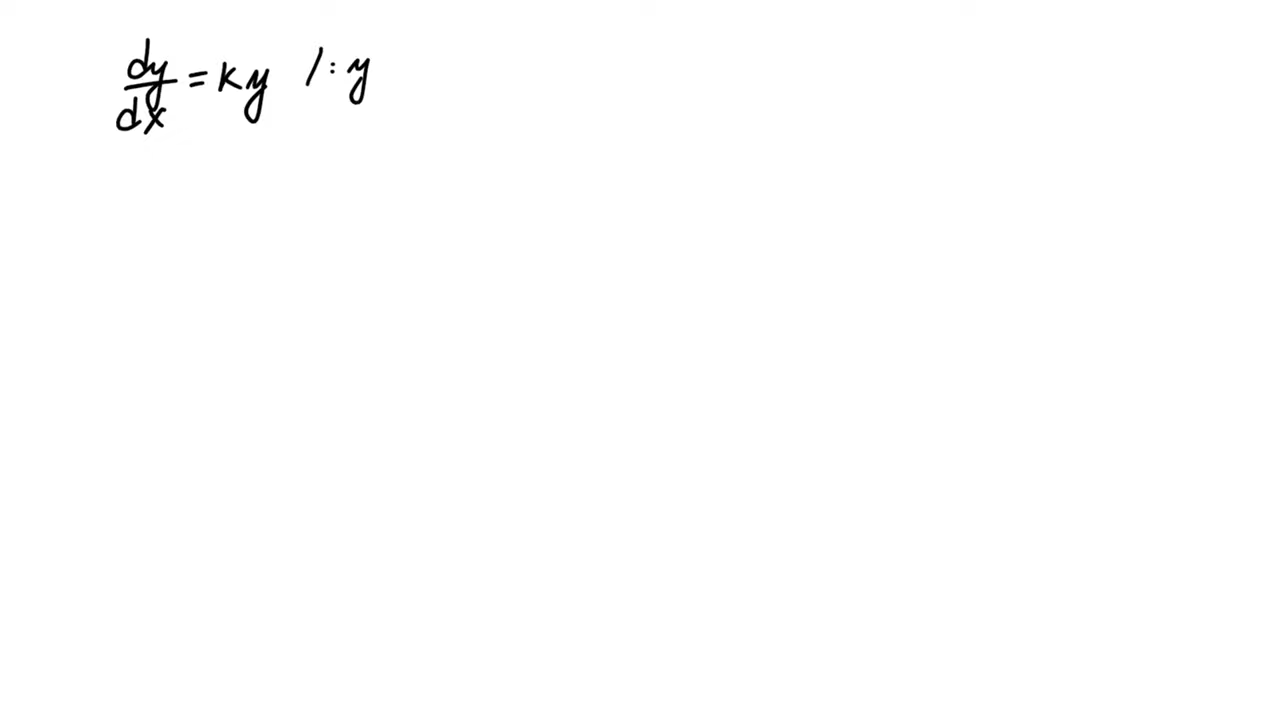 dy/dx = ky /: y